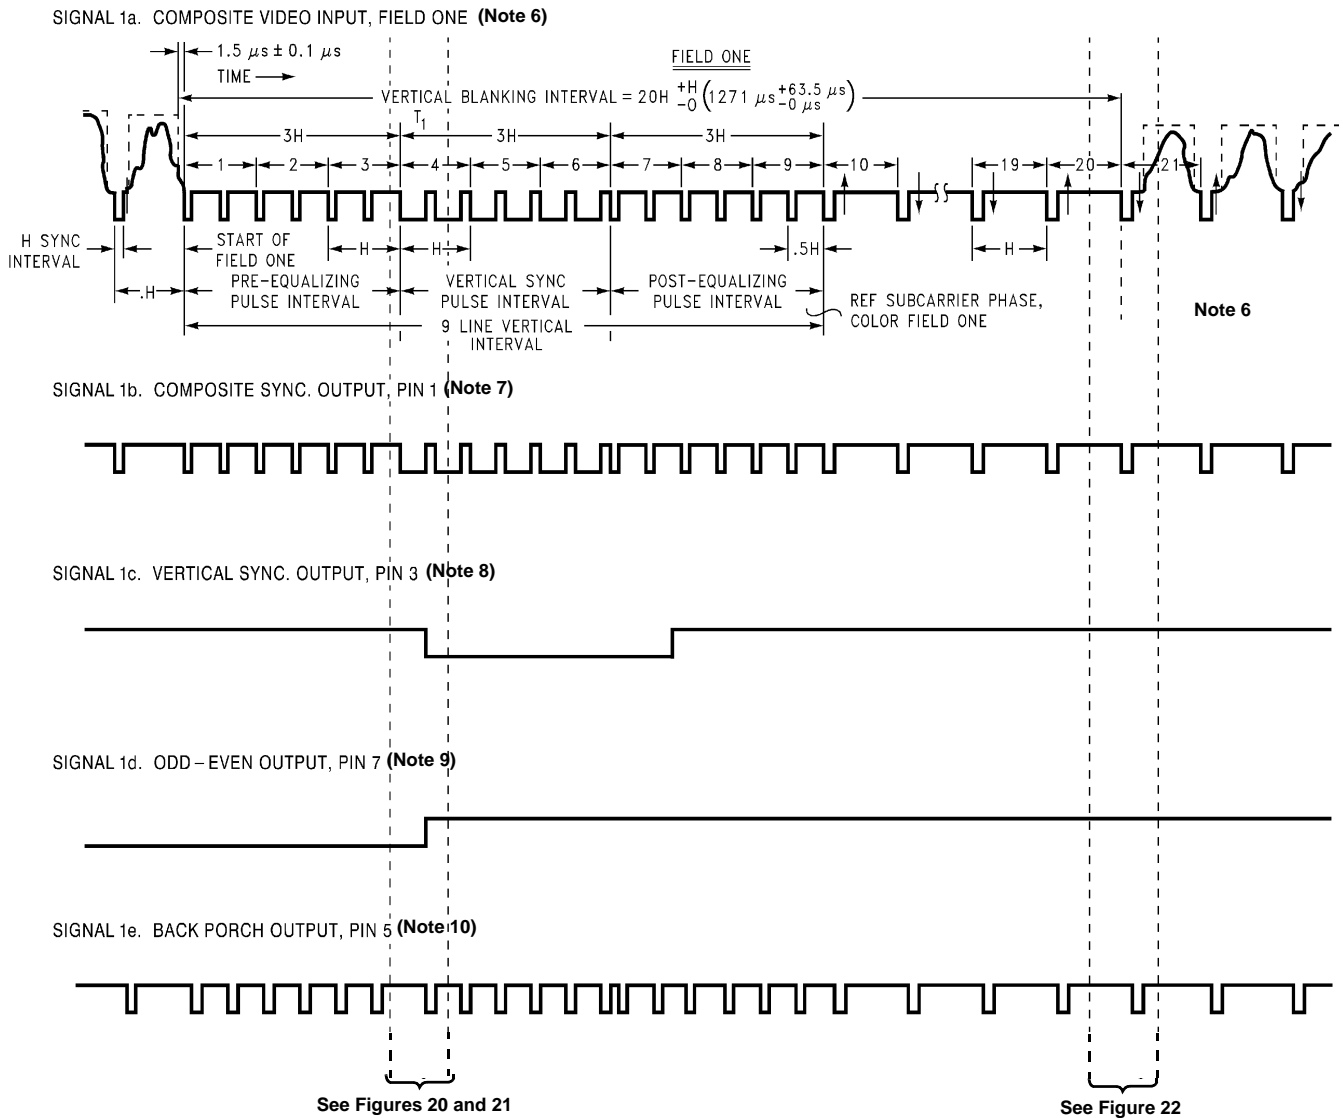 SIGNAL 1a. COMPOSITE VIDEO INPUT, FIELD ONE (Note 6)
1.5 µs ± 0.1 µs
TIME
FIELD ONE
VERTICAL BLANKING INTERVAL = 20H +H -0 (1271 µs +63.5 µs -0 µs)
T1
3H 3H 3H
1 2 3 4 5 6 7 8 9 10 19 20 21
H SYNC INTERVAL
.H
START OF FIELD ONE
H H .5H H
PRE-EQUALIZING PULSE INTERVAL
VERTICAL SYNC PULSE INTERVAL
POST-EQUALIZING PULSE INTERVAL
REF SUBCARRIER PHASE, COLOR FIELD ONE
Note 6
9 LINE VERTICAL INTERVAL
SIGNAL 1b. COMPOSITE SYNC. OUTPUT, PIN 1 (Note 7)
SIGNAL 1c. VERTICAL SYNC. OUTPUT, PIN 3 (Note 8)
SIGNAL 1d. ODD – EVEN OUTPUT, PIN 7 (Note 9)
SIGNAL 1e. BACK PORCH OUTPUT, PIN 5 (Note 10)
See Figures 20 and 21
See Figure 22